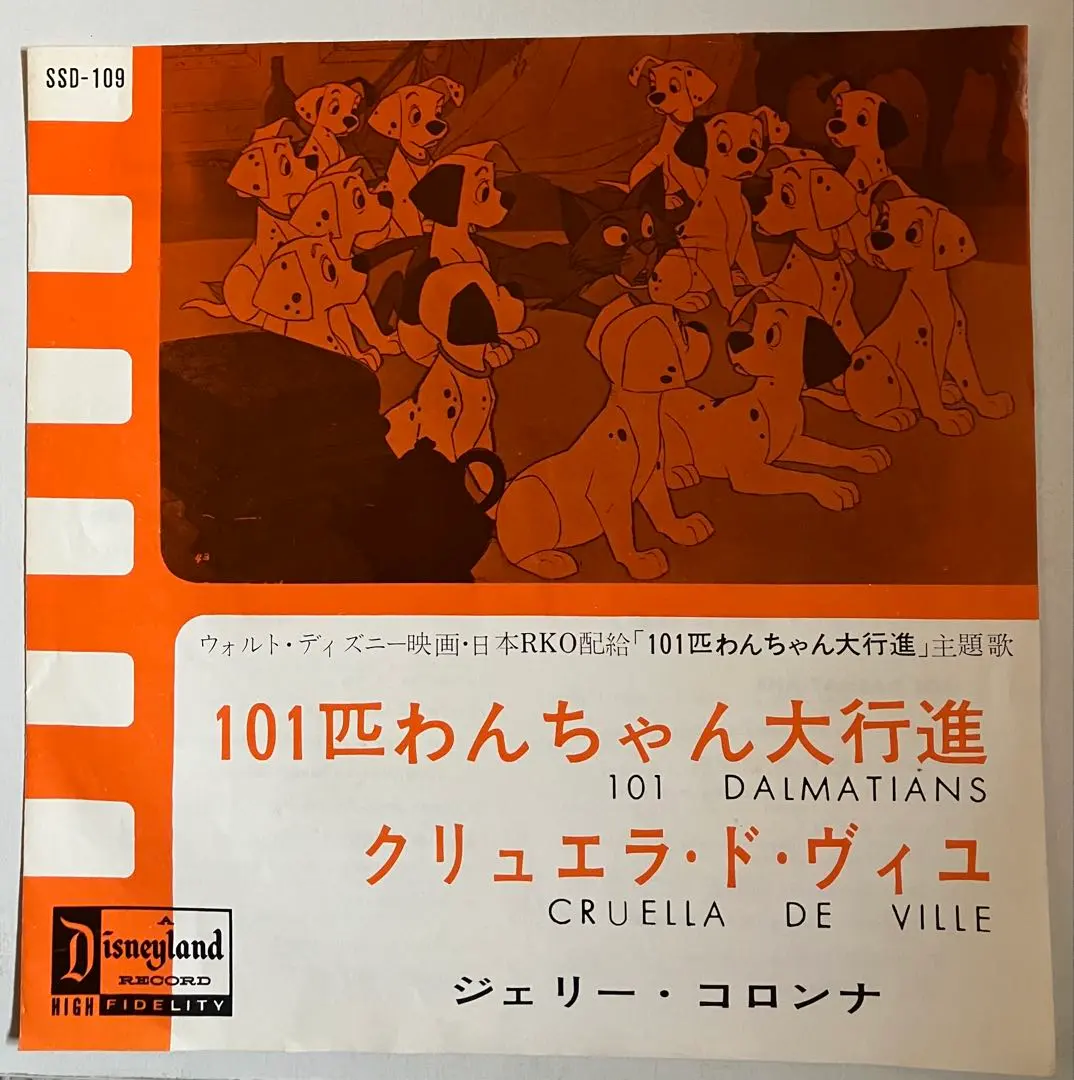 SSD-109
43
ウォルト・ディズニー映画・日本RKO配給「101匹わんちゃん大行進」主題歌
101匹わんちゃん大行進
101 DALMATIANS
クリュエラ・ド・ヴィユ
CRUELLA DE VILLE
A
Disneyland
RECORD
HIGH FIDELITY
ジェリー・コロンナ